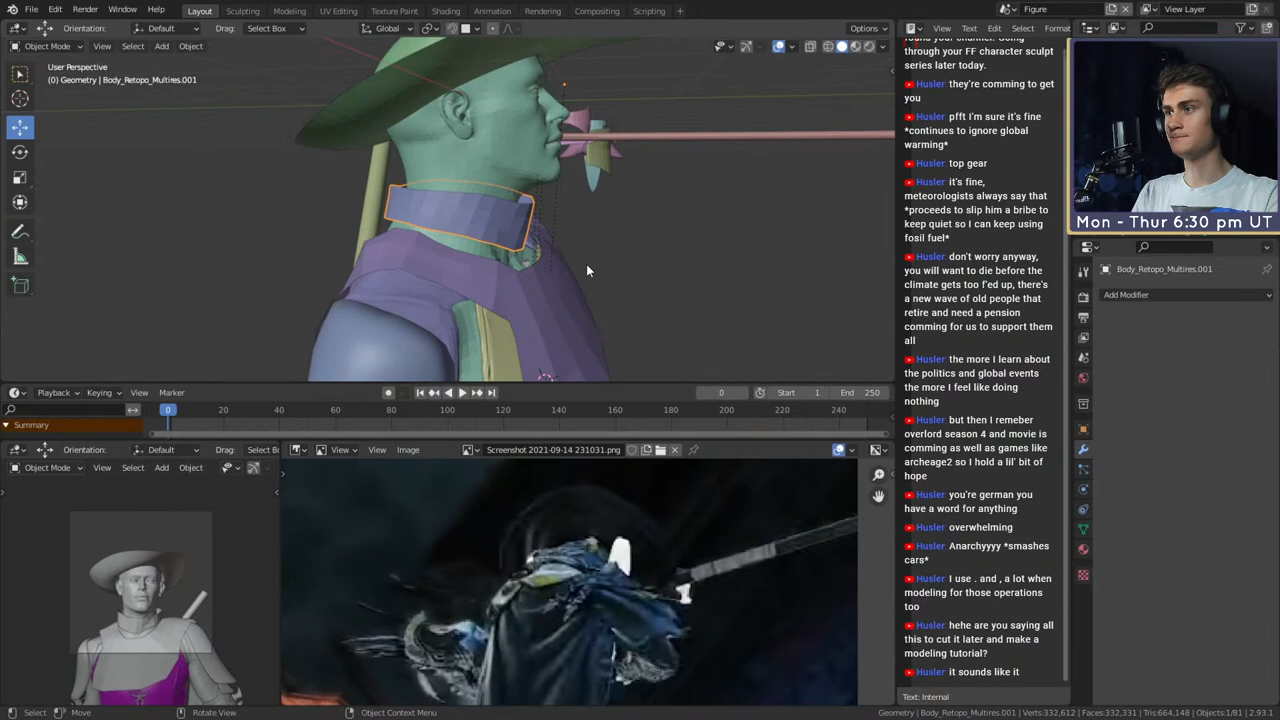 File Edit Render Window Help Layout Sculpting Modeling UV Editing Texture Paint Shading Animation Rendering Compositing Scripting + Figure View Layer
Orientation: Default Drag: Select Box Global Options View Text Edit Select Format
Object Mode View Select Add Object
User Perspective
(0) Geometry | Body_Retopo_Multires.001
found your channel. Going
through your FF character sculpt
series later today.
Husler they're comming to get
you
Husler pfft I'm sure it's fine
*continues to ignore global
warming*
Husler top gear
Husler it's fine,
meteorologists always say that
*proceeds to slip him a bribe to
keep quiet so I can keep using
fosil fuel*
Husler don't worry anyway,
you will want to die before the
climate gets too f'ed up, there's
a new wave of old people that
retire and need a pension
comming for us to support them
all
Husler the more I learn about
the politics and global events
the more I feel like doing
nothing
Husler but then I remeber
overlord season 4 and movie is
comming as well as games like
archeage2 so I hold a lil' bit of
hope
Husler you're german you
have a word for anything
Husler overwhelming
Husler Anarchyyyy *smashes
cars*
Husler I use . and , a lot when
modeling for those operations
too
Husler hehe are you saying all
this to cut it later and make a
modeling tutorial?
Husler it sounds like it
Text: Internal
Mon - Thur 6:30 pm UT
Body_Retopo_Multires.001
Add Modifier
Playback Keying View Marker 0 Start 1 End 250
0 20 40 60 80 100 120 140 160 180 200 220 240
Summary
Orientation: Default Drag: Select Bo View View Image Screenshot 2021-09-14 231031.png
Object Mode View Select Add Object
Select Move Rotate View Object Context Menu Geometry | Body_Retopo_Multires.001 | Verts:332,612 | Faces:332,331 | Tris:664,148 | Objects:1/81 | 2.93.1